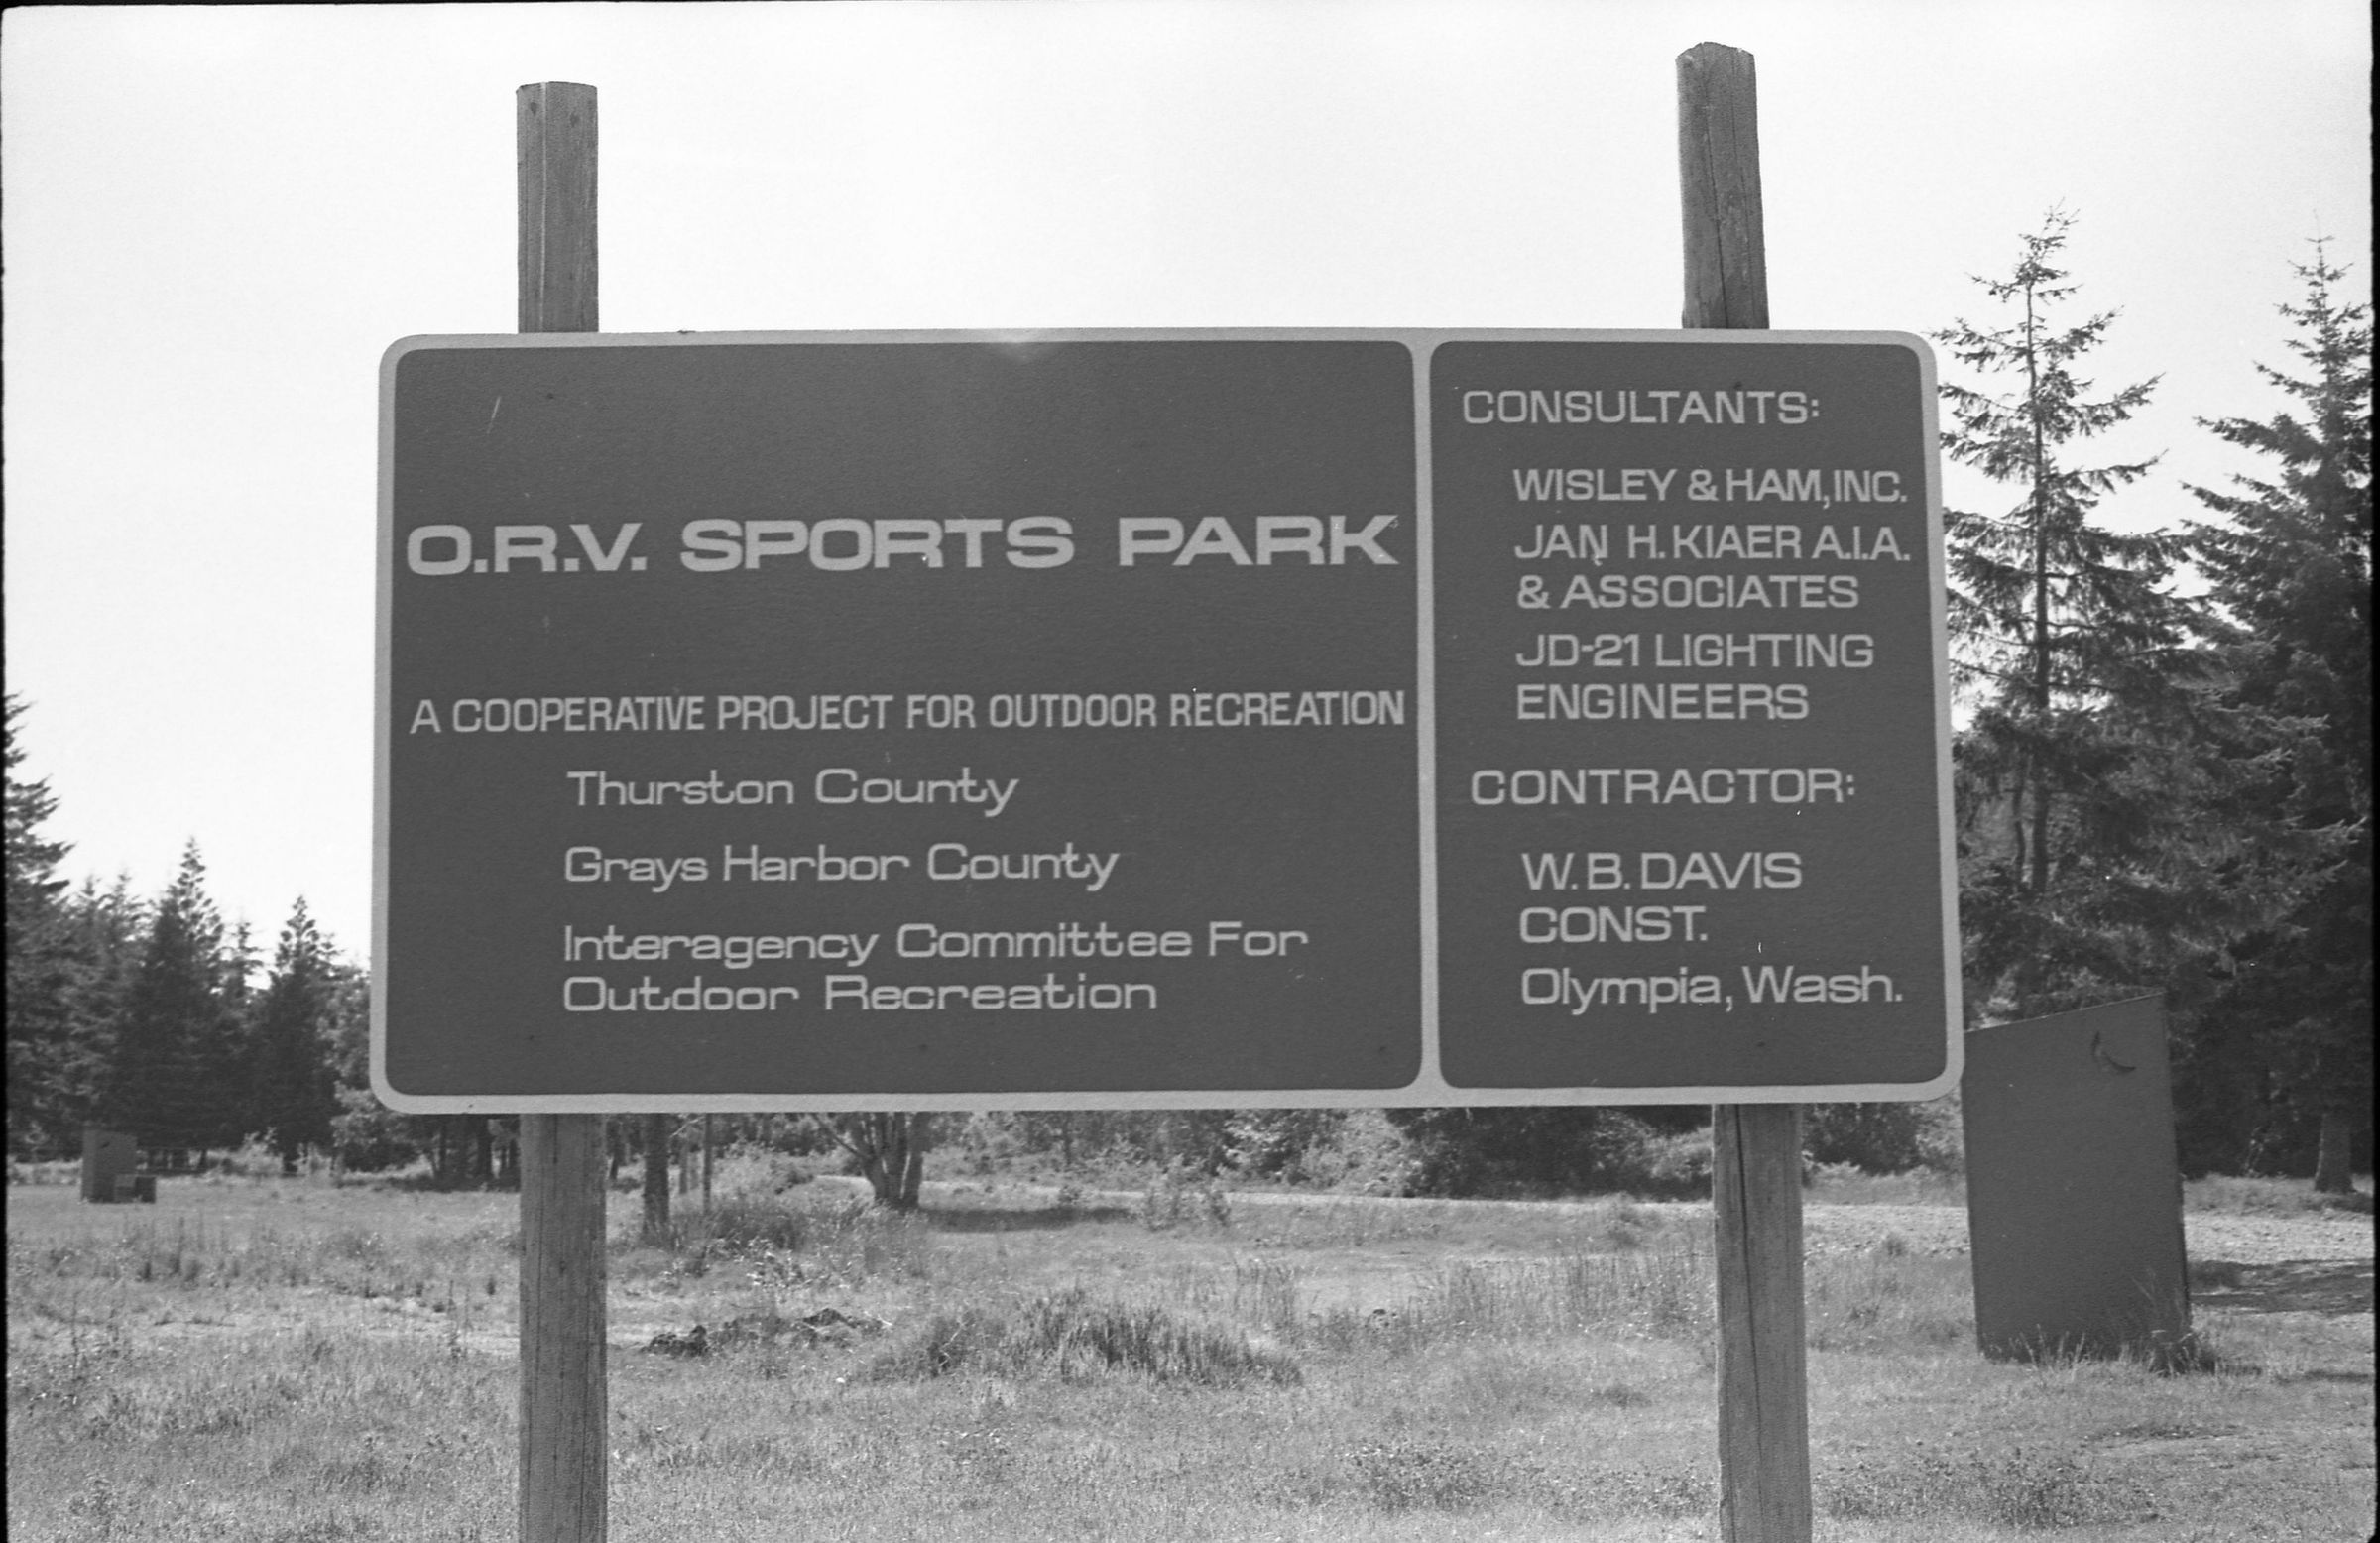 O.R.V. SPORTS PARK
A COOPERATIVE PROJECT FOR OUTDOOR RECREATION
Thurston County
Grays Harbor County
Interagency Committee For
Outdoor Recreation
CONSULTANTS:
WISLEY & HAM, INC.
JAN H. KIAER A.I.A.
& ASSOCIATES
JD-21 LIGHTING
ENGINEERS
CONTRACTOR:
W. B. DAVIS
CONST.
Olympia, Wash.